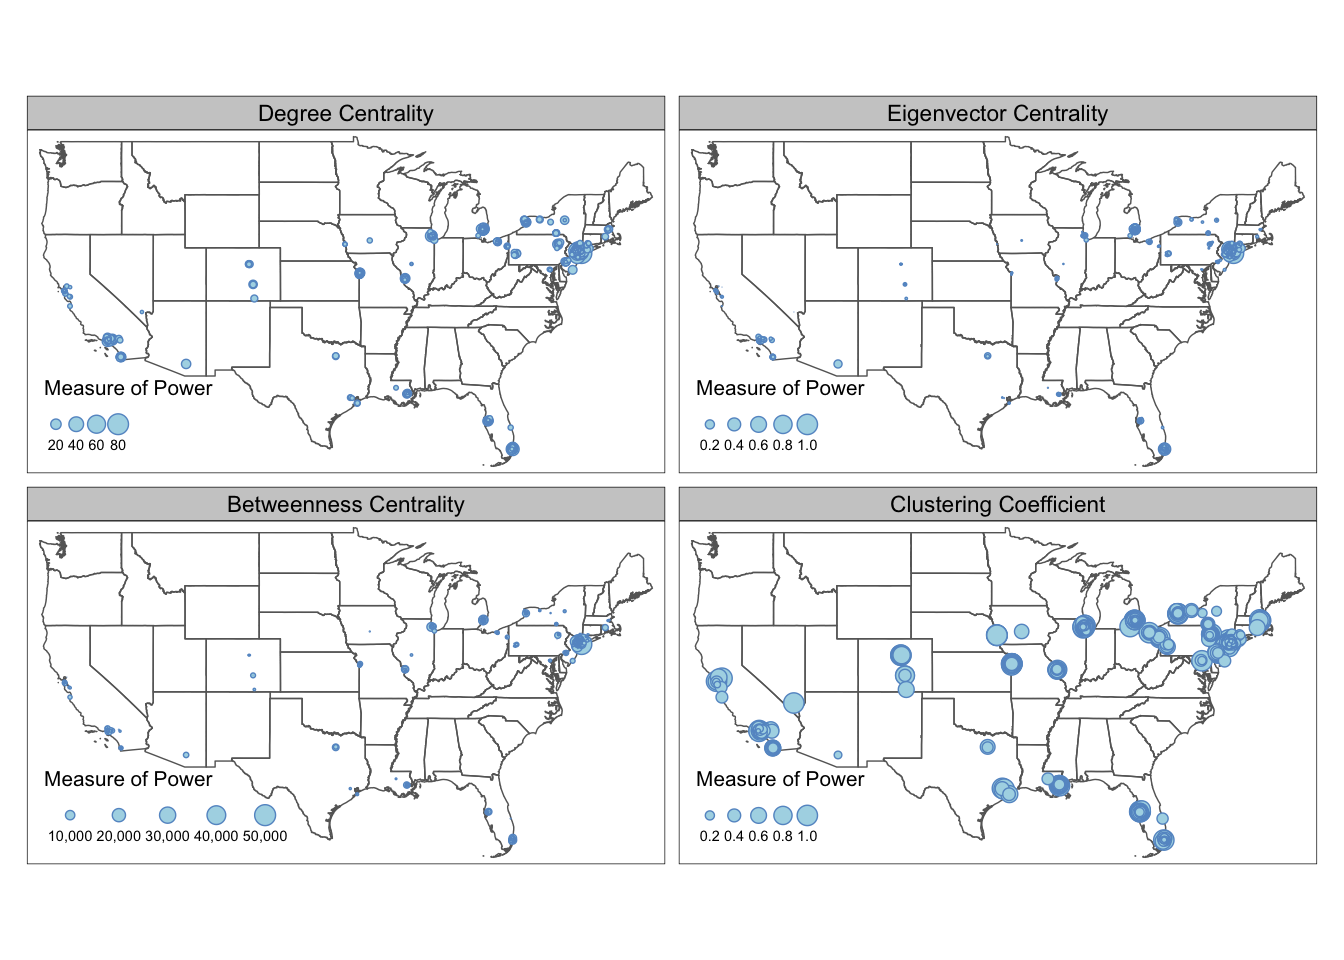 Degree Centrality
Measure of Power
20 40 60 80
Eigenvector Centrality
Measure of Power
0.2 0.4 0.6 0.8 1.0
Betweenness Centrality
Measure of Power
10,000 20,000 30,000 40,000 50,000
Clustering Coefficient
Measure of Power
0.2 0.4 0.6 0.8 1.0